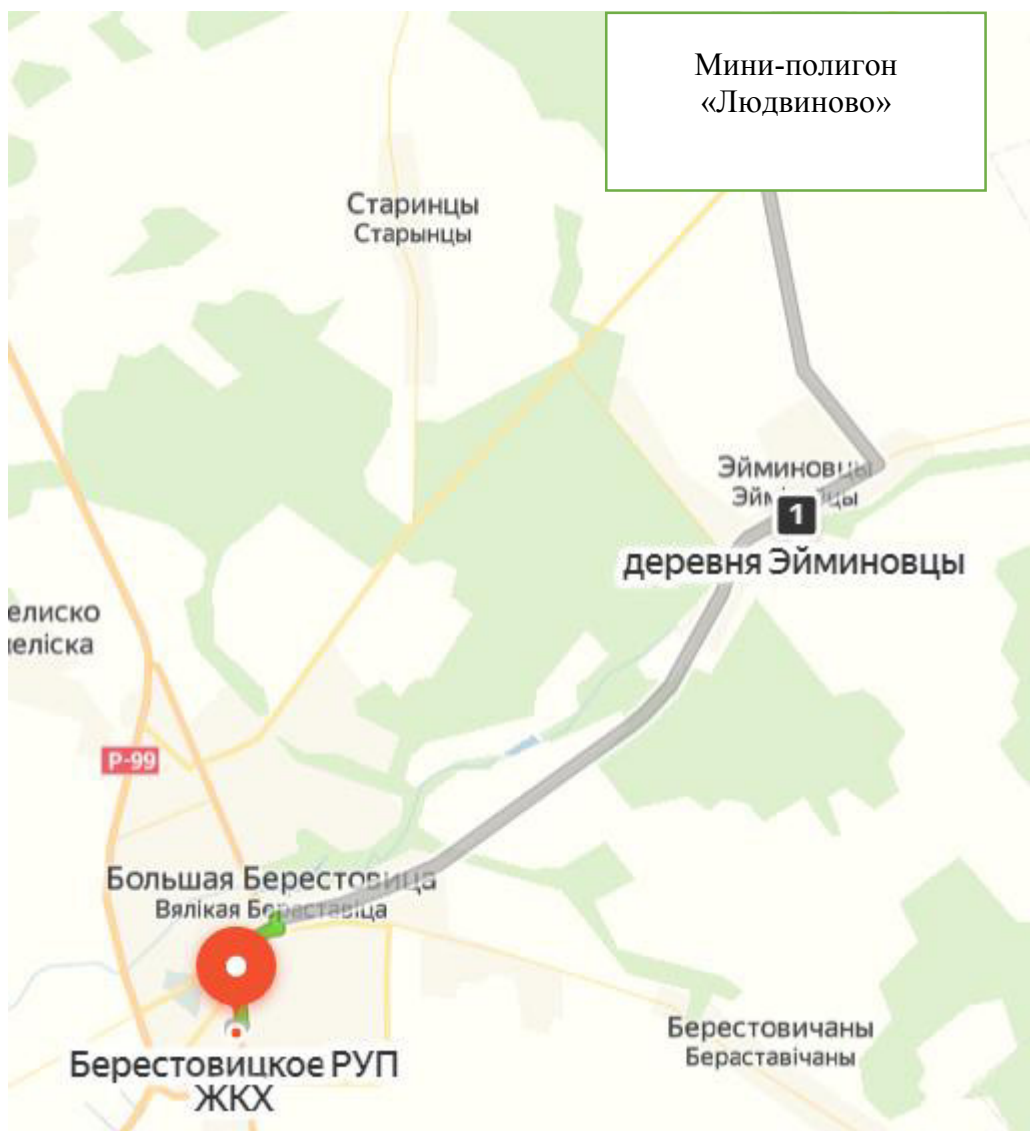 Мини-полигон
«Людвиново»
Старинцы
Старынцы
Эйминовцы
1
деревня Эйминовцы
елиско
еліска
Р-99
Большая Берестовица
Вялікая Бераставіца
Берестовичаны
Бераставічаны
Берестовицкое РУП
ЖКХ